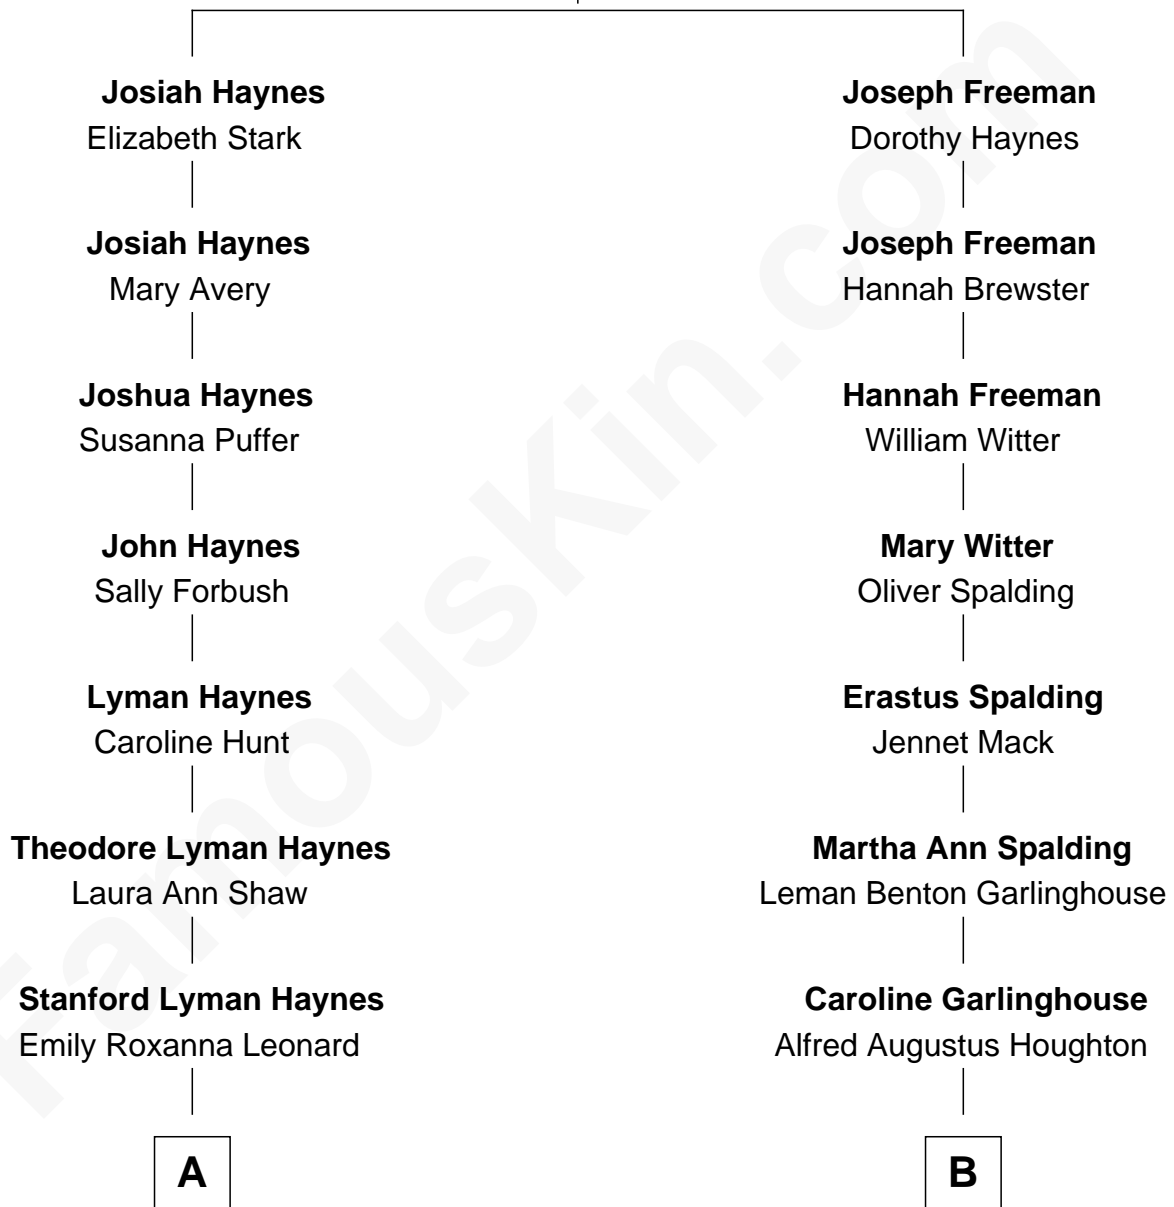 Josiah Haynes
Elizabeth Stark
Josiah Haynes
Mary Avery
Joshua Haynes
Susanna Puffer
John Haynes
Sally Forbush
Lyman Haynes
Caroline Hunt
Theodore Lyman Haynes
Laura Ann Shaw
Stanford Lyman Haynes
Emily Roxanna Leonard
A
Joseph Freeman
Dorothy Haynes
Joseph Freeman
Hannah Brewster
Hannah Freeman
William Witter
Mary Witter
Oliver Spalding
Erastus Spalding
Jennet Mack
Martha Ann Spalding
Leman Benton Garlinghouse
Caroline Garlinghouse
Alfred Augustus Houghton
B
FamousKin.com